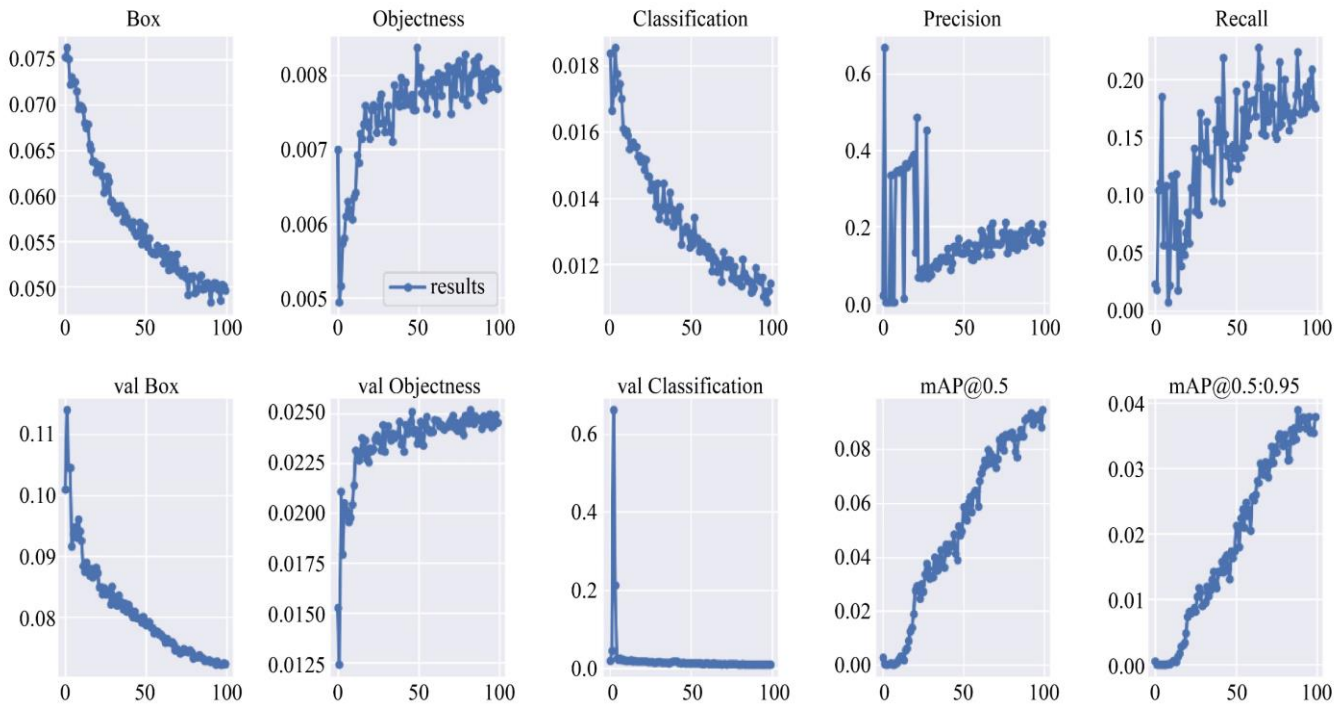 Box
0.075
0.070
0.065
0.060
0.055
0.050
0 50 100
Objectness
0.008
0.007
0.006
0.005
results
0 50 100
Classification
0.018
0.016
0.014
0.012
0 50 100
Precision
0.6
0.4
0.2
0.0
0 50 100
Recall
0.20
0.15
0.10
0.05
0.00
0 50 100
val Box
0.11
0.10
0.09
0.08
0 50 100
val Objectness
0.0250
0.0225
0.0200
0.0175
0.0150
0.0125
0 50 100
val Classification
0.6
0.4
0.2
0.0
0 50 100
mAP@0.5
0.08
0.06
0.04
0.02
0.00
0 50 100
mAP@0.5:0.95
0.04
0.03
0.02
0.01
0.00
0 50 100